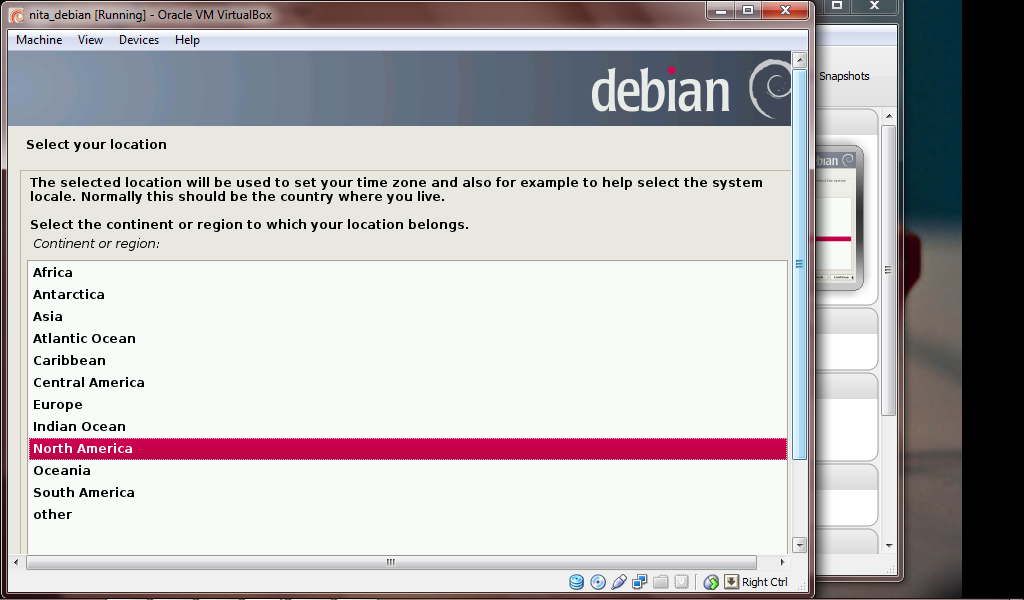 nita_debian [Running] - Oracle VM VirtualBox
Machine View Devices Help
Snapshots
debian
Select your location
The selected location will be used to set your time zone and also for example to help select the system
locale. Normally this should be the country where you live.
Select the continent or region to which your location belongs.
Continent or region:
Africa
Antarctica
Asia
Atlantic Ocean
Caribbean
Central America
Europe
Indian Ocean
North America
Oceania
South America
other
Right Ctrl